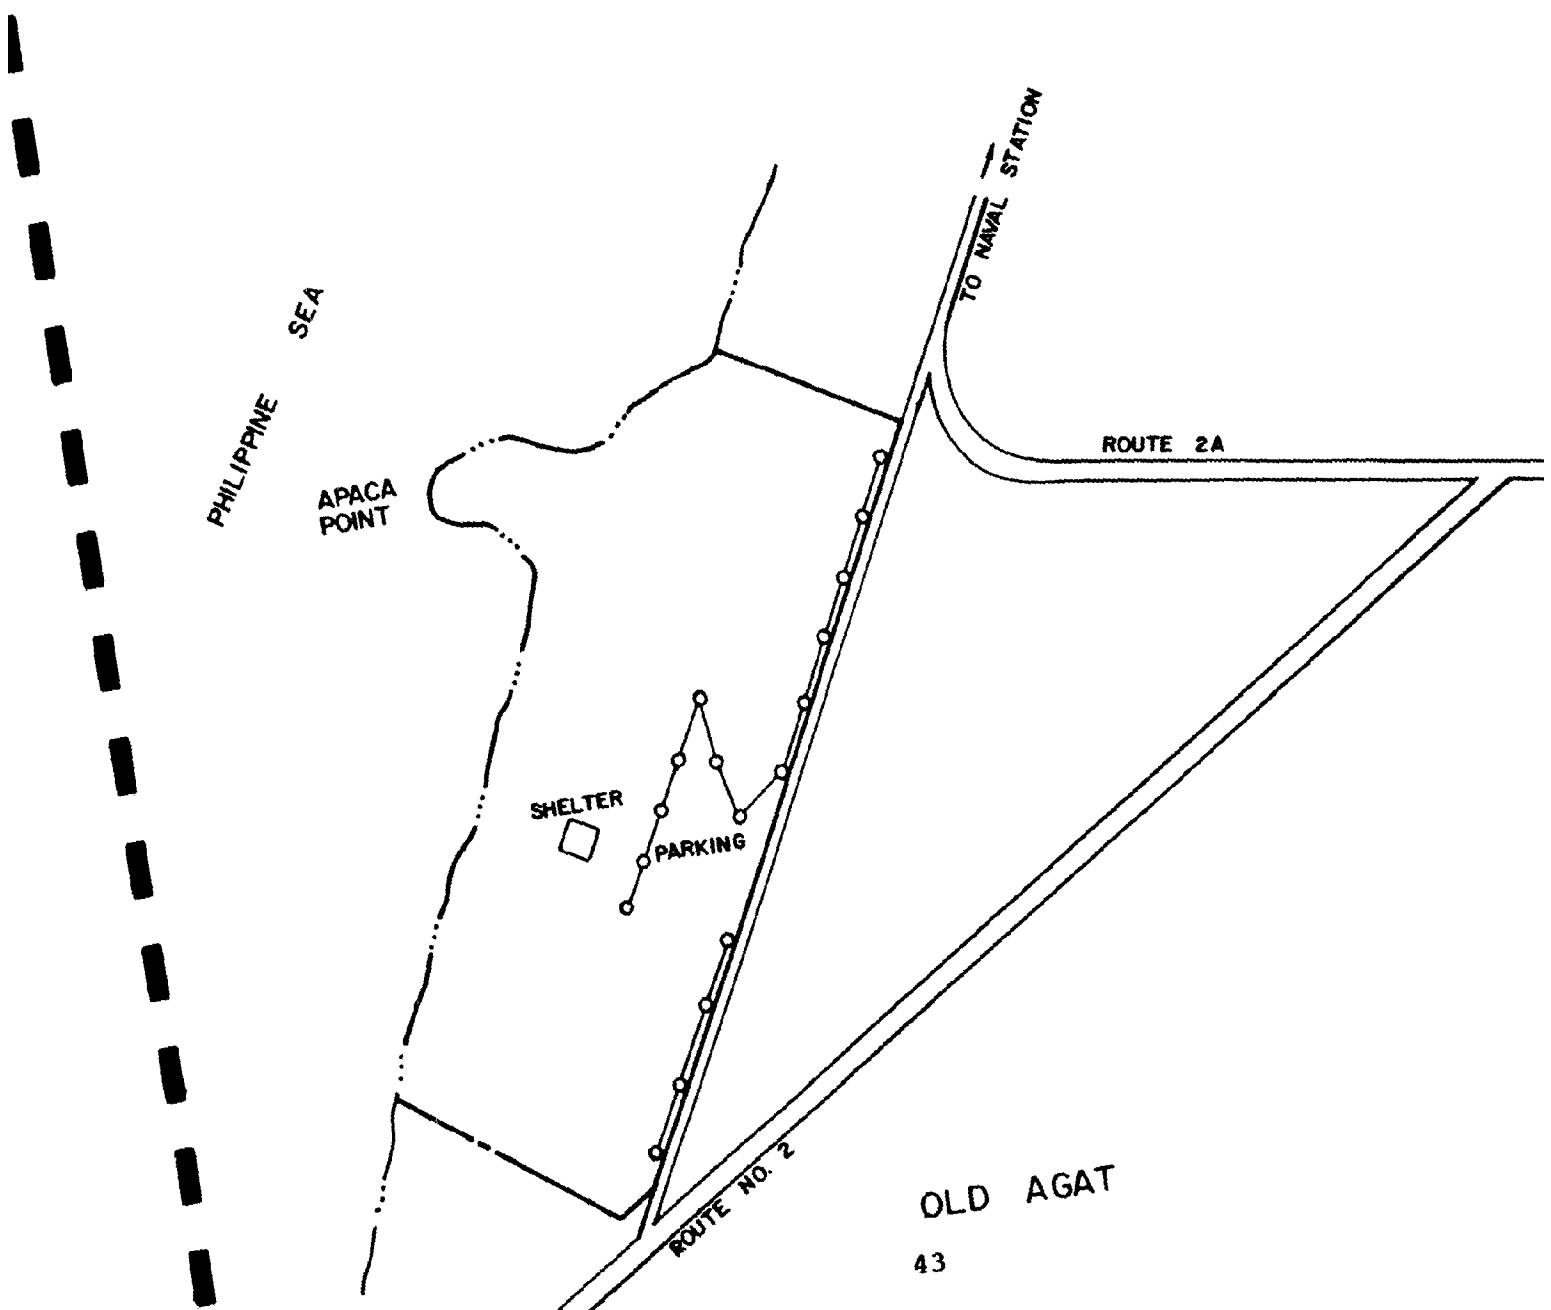 TO NAVAL STATION
PHILIPPINE SEA
ROUTE 2A
APACA
POINT
SHELTER
PARKING
ROUTE NO. 2
OLD AGAT
43